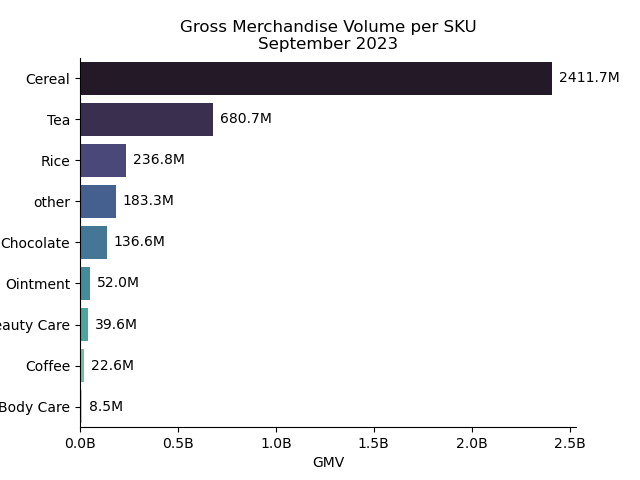 Gross Merchandise Volume per SKU
September 2023
Cereal 2411.7M
Tea 680.7M
Rice 236.8M
other 183.3M
Chocolate 136.6M
Ointment 52.0M
eauty Care 39.6M
Coffee 22.6M
Body Care 8.5M
0.0B 0.5B 1.0B 1.5B 2.0B 2.5B
GMV